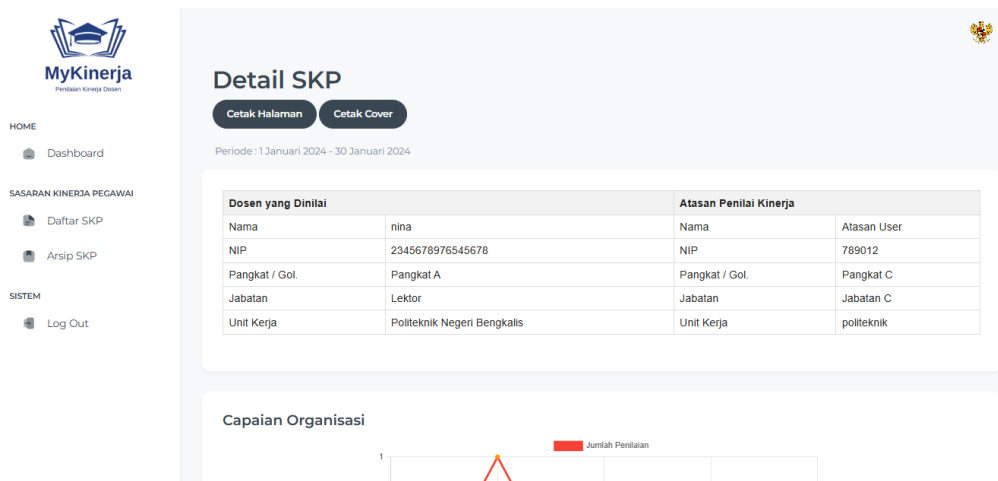 MyKinerja
Penilaian Kinerja Dosen
HOME
Dashboard
SASARAN KINERJA PEGAWAI
Daftar SKP
Arsip SKP
SISTEM
Log Out
Detail SKP
Cetak Halaman Cetak Cover
Periode : 1 Januari 2024 - 30 Januari 2024
Dosen yang Dinilai Atasan Penilai Kinerja
Nama nina Nama Atasan User
NIP 2345678976545678 NIP 789012
Pangkat / Gol. Pangkat A Pangkat / Gol. Pangkat C
Jabatan Lektor Jabatan Jabatan C
Unit Kerja Politeknik Negeri Bengkalis Unit Kerja politeknik
Capaian Organisasi
Jumlah Penilaian
1